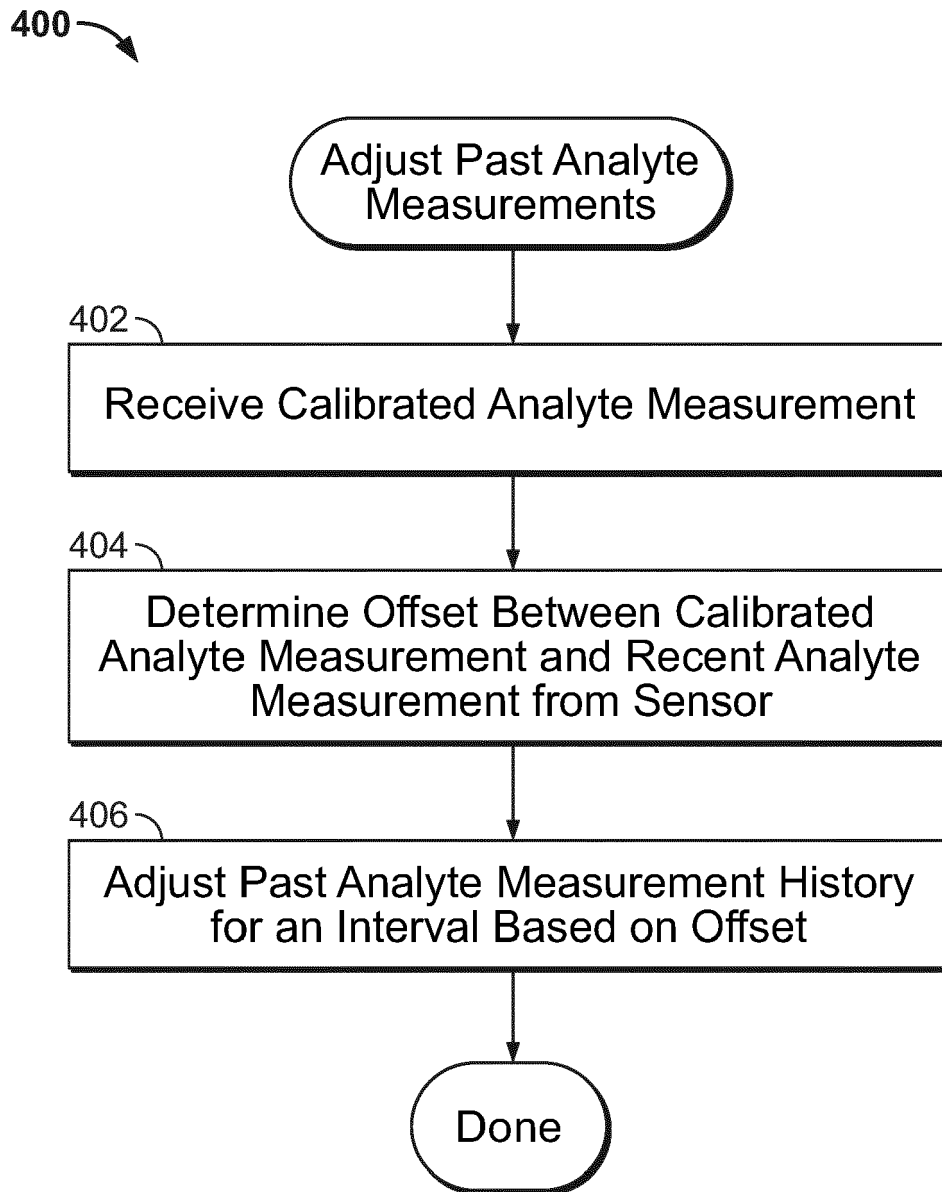 400
Adjust Past Analyte
Measurements
402
Receive Calibrated Analyte Measurement
404
Determine Offset Between Calibrated
Analyte Measurement and Recent Analyte
Measurement from Sensor
406
Adjust Past Analyte Measurement History
for an Interval Based on Offset
Done